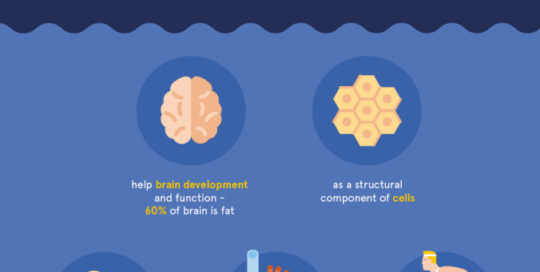 help brain development
and function -
60% of brain is fat
as a structural
component of cells